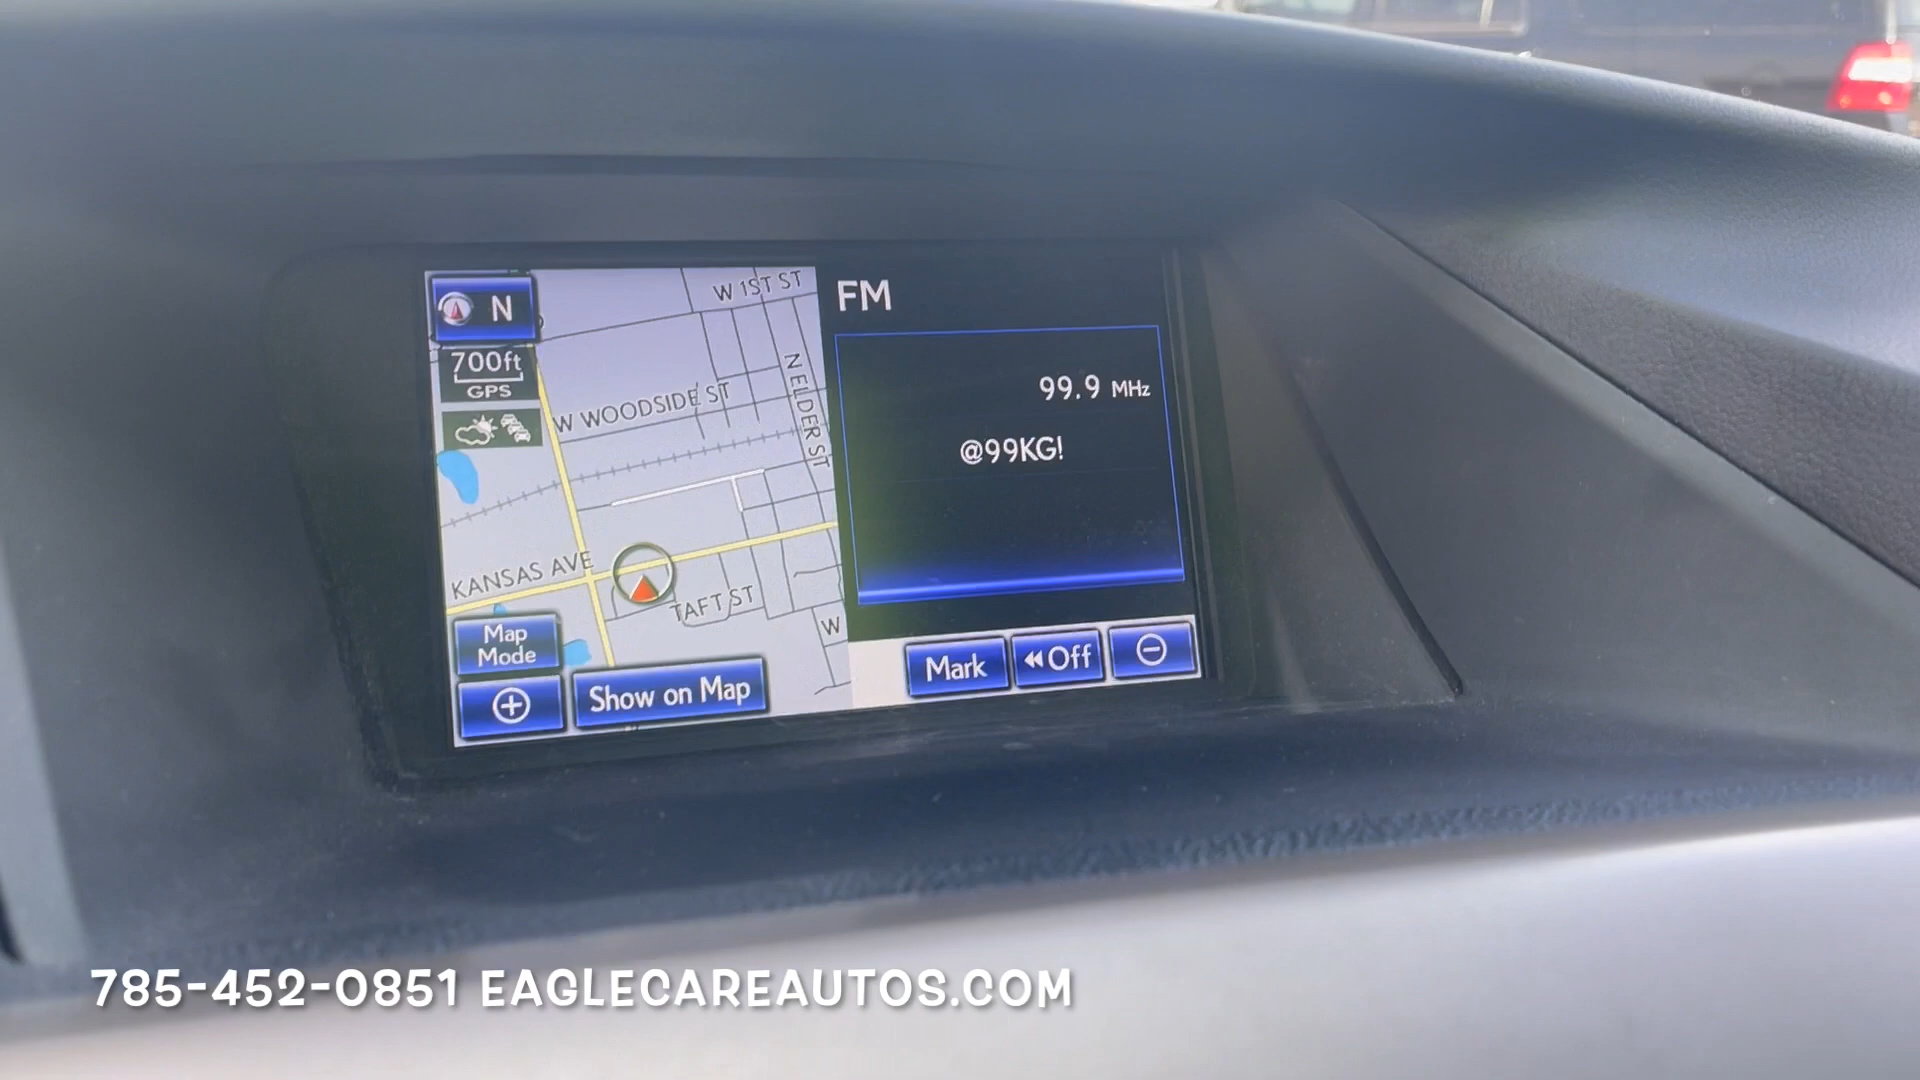 N
700ft
GPS
W 1ST ST
N ELDER ST
W WOODSIDE ST
KANSAS AVE
TAFT ST
W
Map
Mode
Show on Map
FM
99.9 MHz
@99KG!
Mark
Off
785-452-0851 EAGLECAREAUTOS.COM